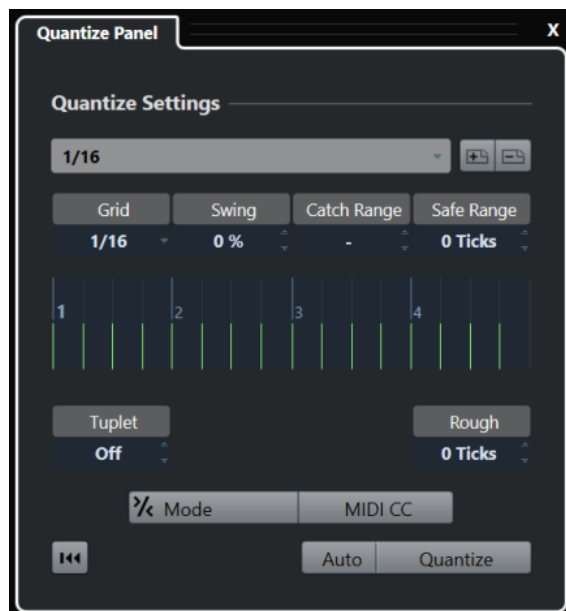 Quantize Panel X
Quantize Settings
1/16
Grid Swing Catch Range Safe Range
1/16 0 % - 0 Ticks
1 2 3 4
Tuplet Rough
Off 0 Ticks
Mode MIDI CC
Auto Quantize